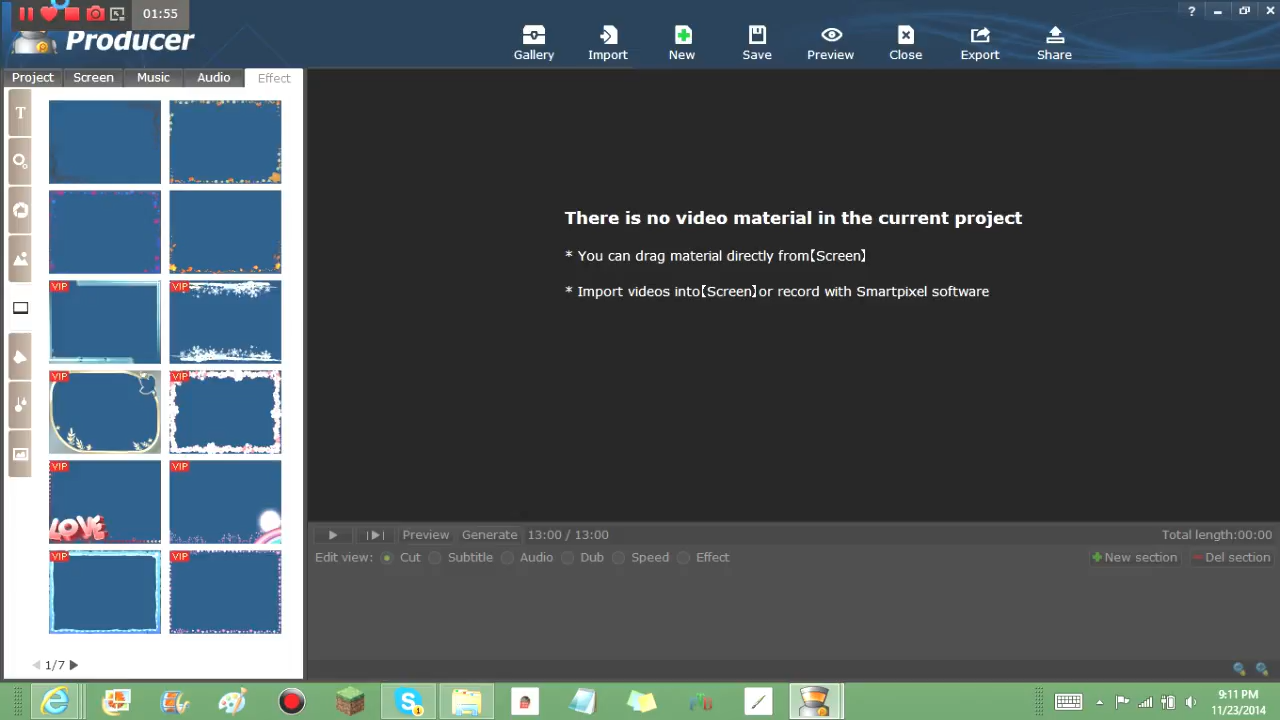 01:55
Producer
Gallery Import New Save Preview Close Export Share
?
Project Screen Music Audio Effect
T
There is no video material in the current project
* You can drag material directly from【Screen】
* Import videos into【Screen】or record with Smartpixel software
VIP VIP
VIP VIP
VIP VIP
LOVE
VIP VIP
Preview Generate 13:00 / 13:00 Total length:00:00
Edit view: Cut Subtitle Audio Dub Speed Effect New section Del section
1/7
S 1
9:11 PM
11/23/2014